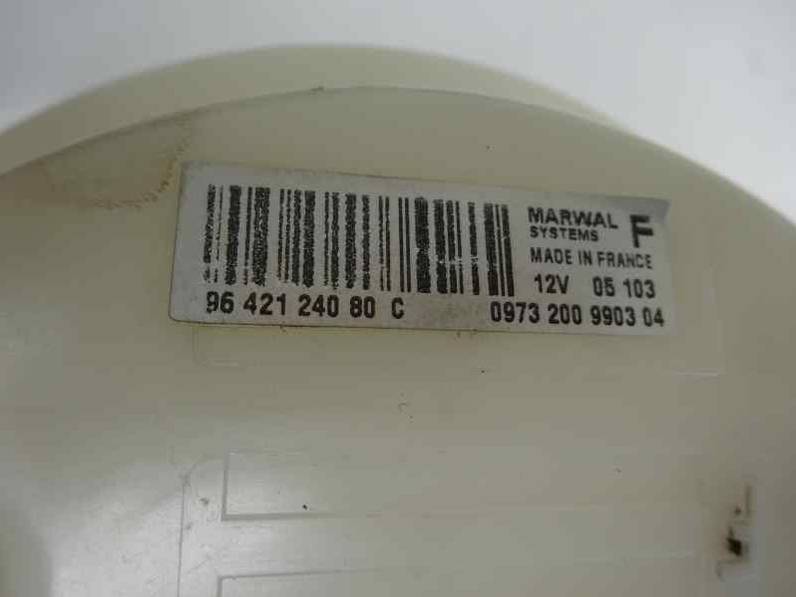 MARWAL F
SYSTEMS
MADE IN FRANCE
12V 05 103
96 421 240 80 C 0973 200 9903 04